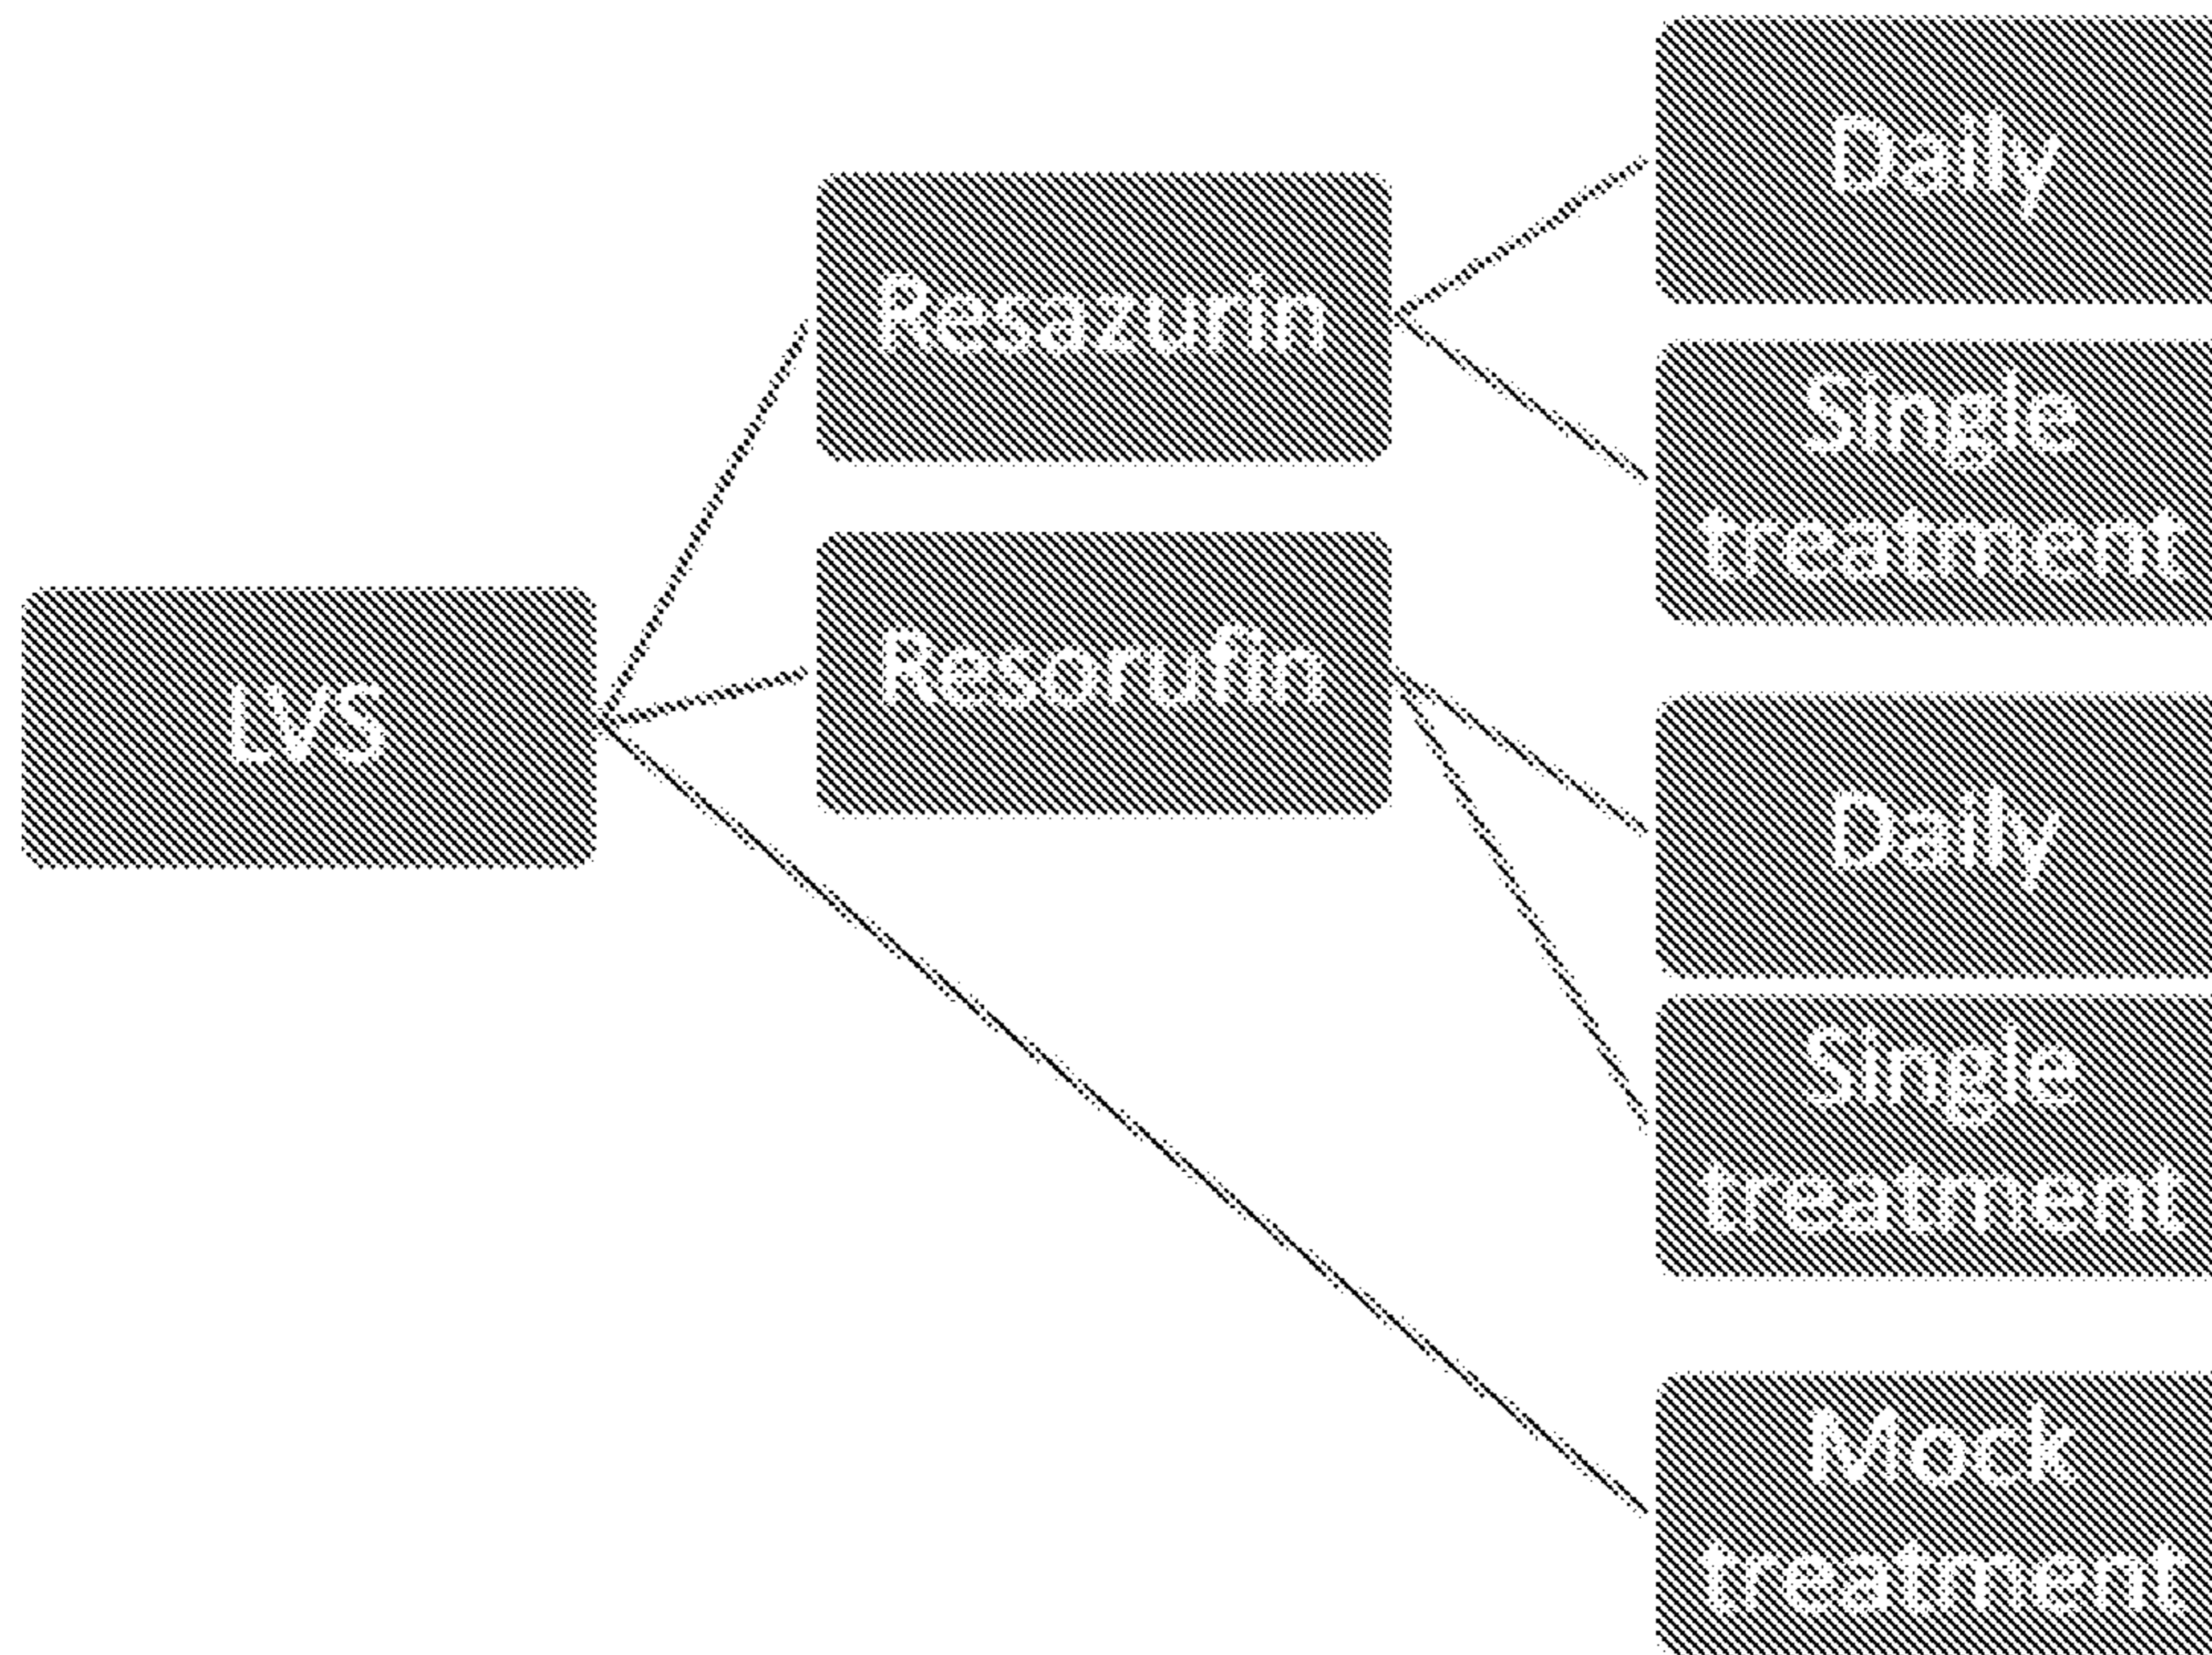 LVS
Resazurin
Resorufin
Daily
Single
treatment
Daily
Single
treatment
Mock
treatment